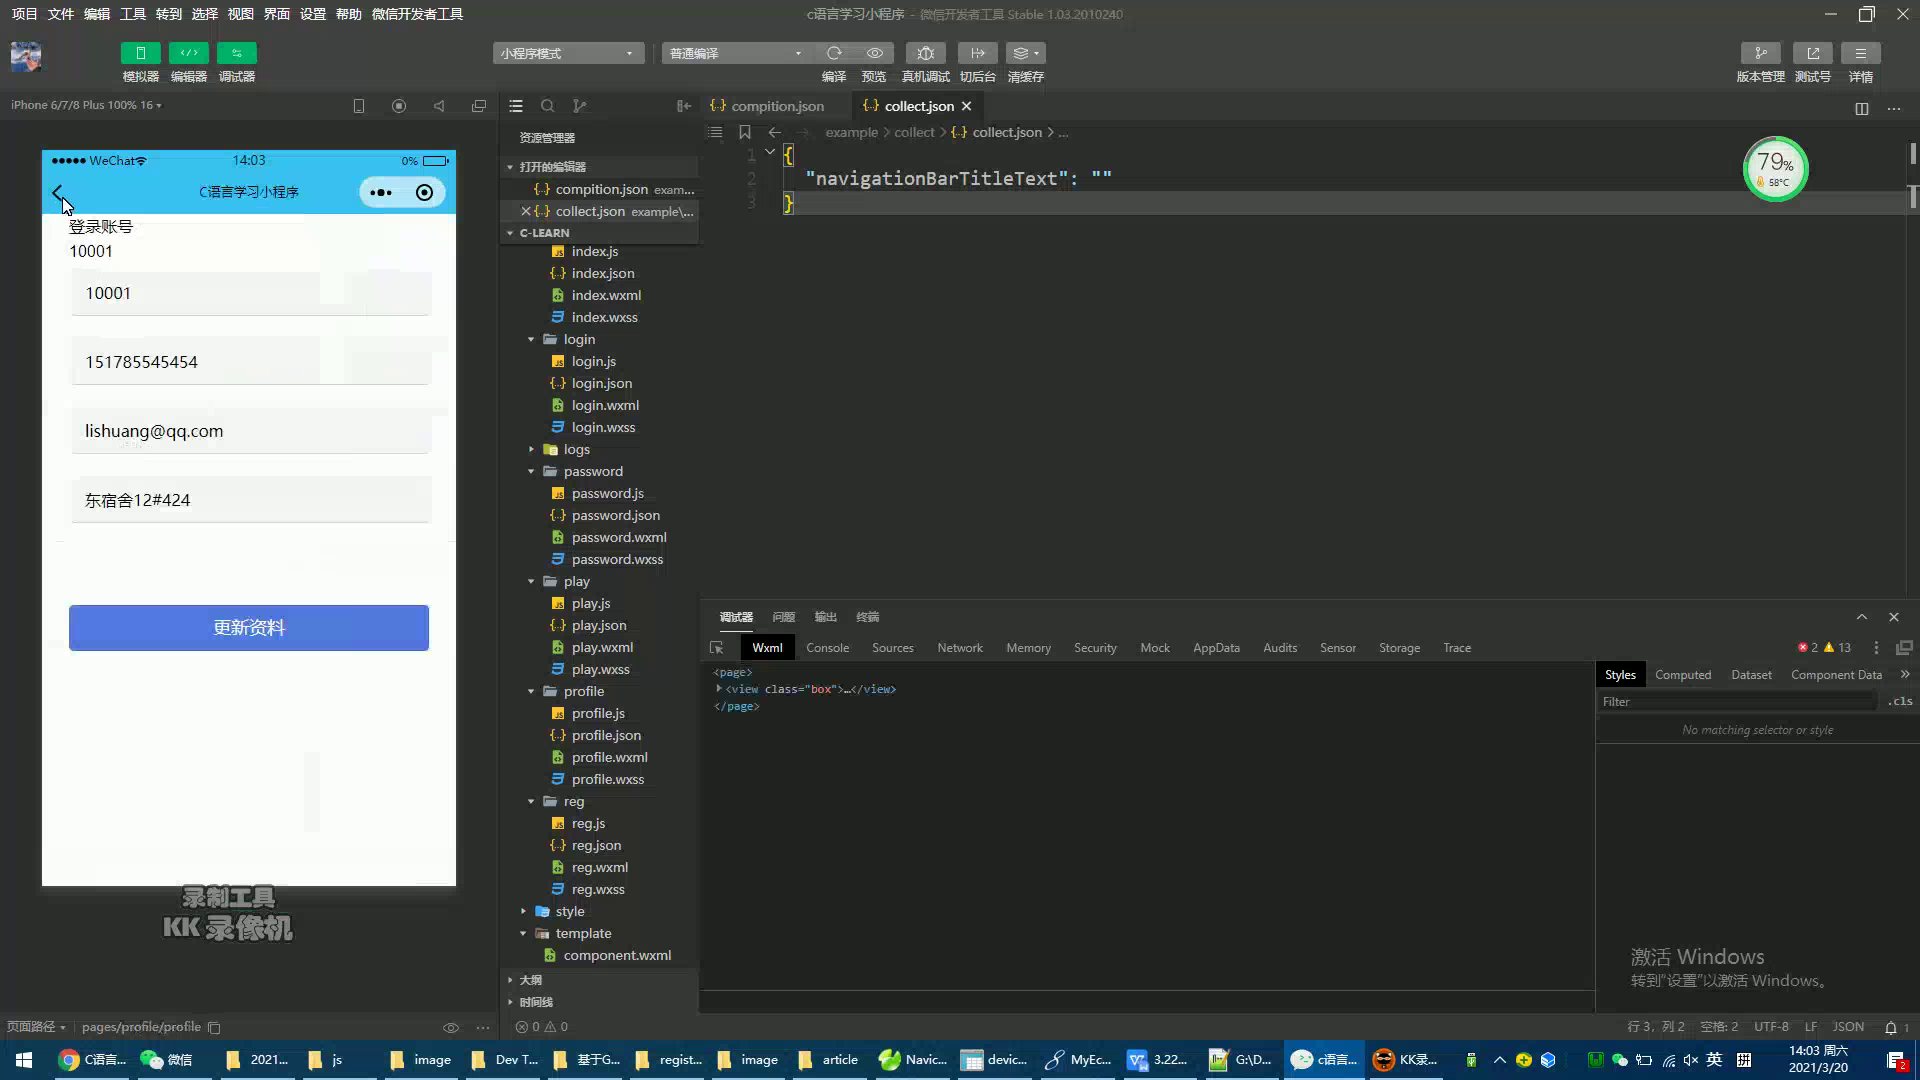 项目 文件 编辑 工具 转到 选择 视图 界面 设置 帮助 微信开发者工具
c语言学习小程序 - 微信开发者工具 Stable 1.03.2010240
小程序模式
普通编译
模拟器 编辑器 调试器
编译 预览 真机调试 切后台 清缓存
版本管理 测试号 详情
iPhone 6/7/8 Plus 100% 16
WeChat
14:03
0%
C语言学习小程序
登录账号
10001
10001
151785545454
lishuang@qq.com
东宿舍12#424
更新资料
录制工具
KK 录像机
页面路径
pages/profile/profile
资源管理器
打开的编辑器
compition.json exam...
collect.json example\...
C-LEARN
index.js
index.json
index.wxml
index.wxss
login
login.js
login.json
login.wxml
login.wxss
logs
password
password.js
password.json
password.wxml
password.wxss
play
play.js
play.json
play.wxml
play.wxss
profile
profile.js
profile.json
profile.wxml
profile.wxss
reg
reg.js
reg.json
reg.wxml
reg.wxss
style
template
component.wxml
大纲
时间线
0 0
compition.json
collect.json
example > collect > {..} collect.json > ...
1 {
2 "navigationBarTitleText": ""
3 }
79%
58°C
调试器 问题 输出 终端
Wxml Console Sources Network Memory Security Mock AppData Audits Sensor Storage Trace
2 13
<page>
<view class="box">…</view>
</page>
Styles Computed Dataset Component Data »
Filter
.cls
No matching selector or style
激活 Windows
转到“设置”以激活 Windows。
行 3，列 2 空格: 2 UTF-8 LF JSON 1
C语言... 微信 2021... js image Dev T... 基于G... regist... image article Navic... devic... MyEc... 3.22... G:\D... c语言... KK录...
英
拼
14:03 周六
2021/3/20
2